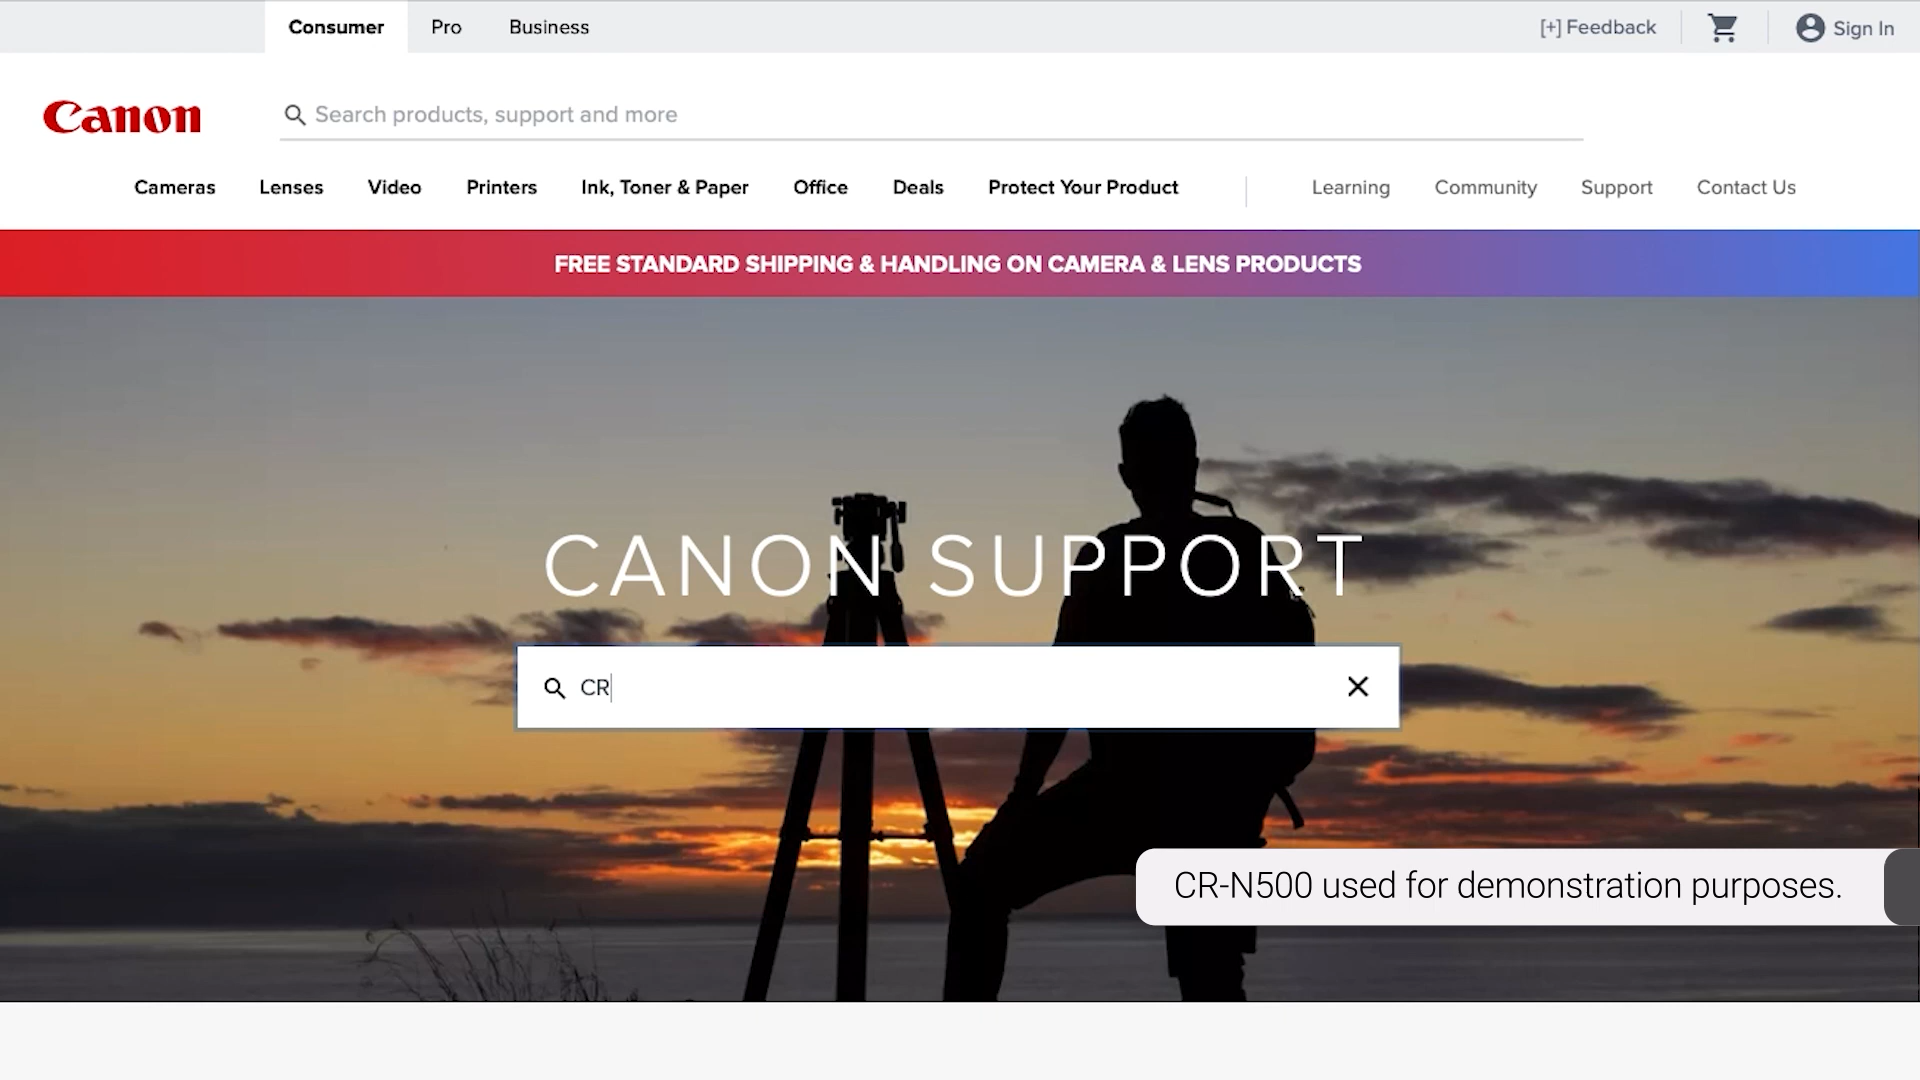 Consumer
Pro
Business
[+] Feedback
Sign In
Canon
Search products, support and more
Cameras
Lenses
Video
Printers
Ink, Toner & Paper
Office
Deals
Protect Your Product
Learning
Community
Support
Contact Us
FREE STANDARD SHIPPING & HANDLING ON CAMERA & LENS PRODUCTS
CANON SUPPORT
CR
CR-N500 used for demonstration purposes.